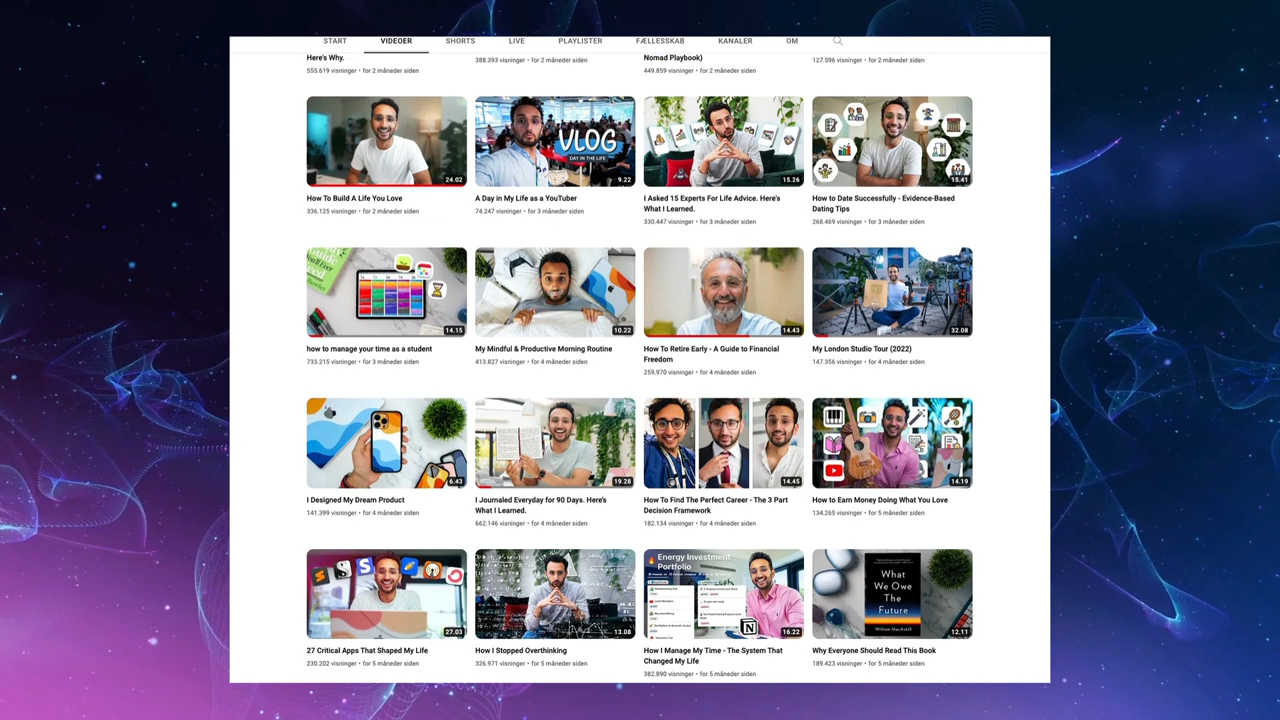 START VIDEOER SHORTS LIVE PLAYLISTER FÆLLESSKAB KANALER OM
Here's Why.
555.619 visninger • for 2 måneder siden
388.393 visninger • for 2 måneder siden
Nomad Playbook)
449.859 visninger • for 2 måneder siden
127.596 visninger • for 2 måneder siden
24.02
VLOG
DAY IN THE LIFE
9.22
15.26
15.41
How To Build A Life You Love
336.125 visninger • for 2 måneder siden
A Day in My Life as a YouTuber
74.247 visninger • for 3 måneder siden
I Asked 15 Experts For Life Advice. Here's
What I Learned.
330.447 visninger • for 3 måneder siden
How to Date Successfully - Evidence-Based
Dating Tips
268.469 visninger • for 3 måneder siden
14.15
10.22
14.43
32.08
how to manage your time as a student
733.215 visninger • for 3 måneder siden
My Mindful & Productive Morning Routine
413.827 visninger • for 4 måneder siden
How To Retire Early - A Guide to Financial
Freedom
259.970 visninger • for 4 måneder siden
My London Studio Tour (2022)
147.356 visninger • for 4 måneder siden
6.43
19.28
14.45
14.19
I Designed My Dream Product
141.399 visninger • for 4 måneder siden
I Journaled Everyday for 90 Days. Here's
What I Learned.
662.146 visninger • for 4 måneder siden
How To Find The Perfect Career - The 3 Part
Decision Framework
182.134 visninger • for 4 måneder siden
How to Earn Money Doing What You Love
134.265 visninger • for 5 måneder siden
27.03
13.08
Energy Investment
Portfolio
16.22
What
We Owe
The
Future
William MacAskill
12.11
27 Critical Apps That Shaped My Life
230.202 visninger • for 5 måneder siden
How I Stopped Overthinking
326.971 visninger • for 5 måneder siden
How I Manage My Time - The System That
Changed My Life
382.890 visninger • for 5 måneder siden
Why Everyone Should Read This Book
189.423 visninger • for 5 måneder siden